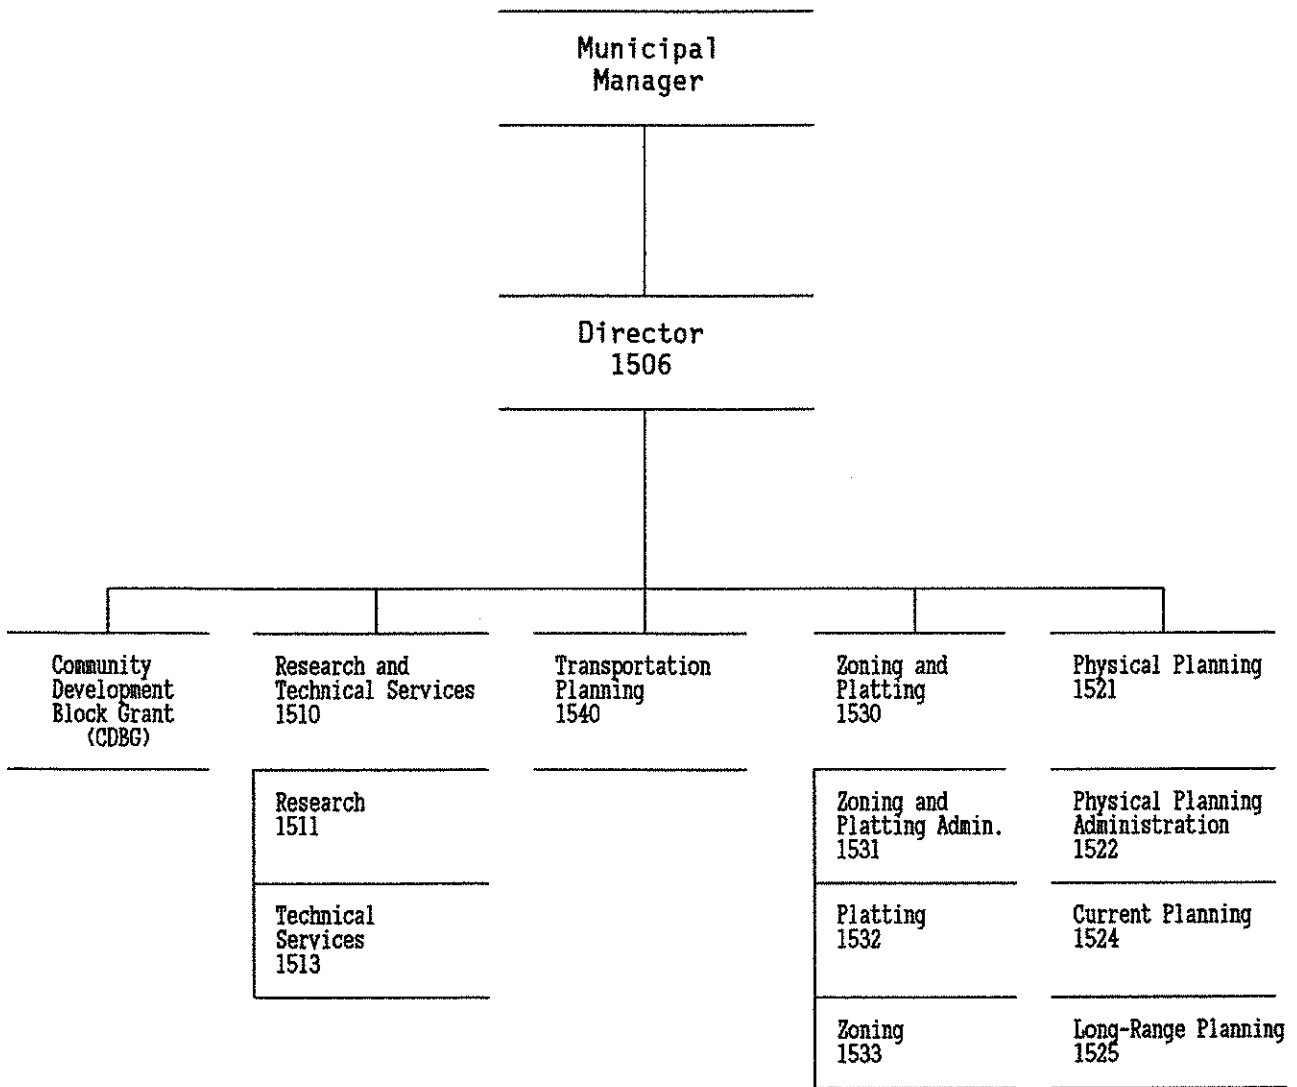 Municipal
Manager
Director
1506
Community
Development
Block Grant
(CDBG)
Research and
Technical Services
1510
Transportation
Planning
1540
Zoning and
Platting
1530
Physical Planning
1521
Research
1511
Zoning and
Platting Admin.
1531
Physical Planning
Administration
1522
Technical
Services
1513
Platting
1532
Current Planning
1524
Zoning
1533
Long-Range Planning
1525